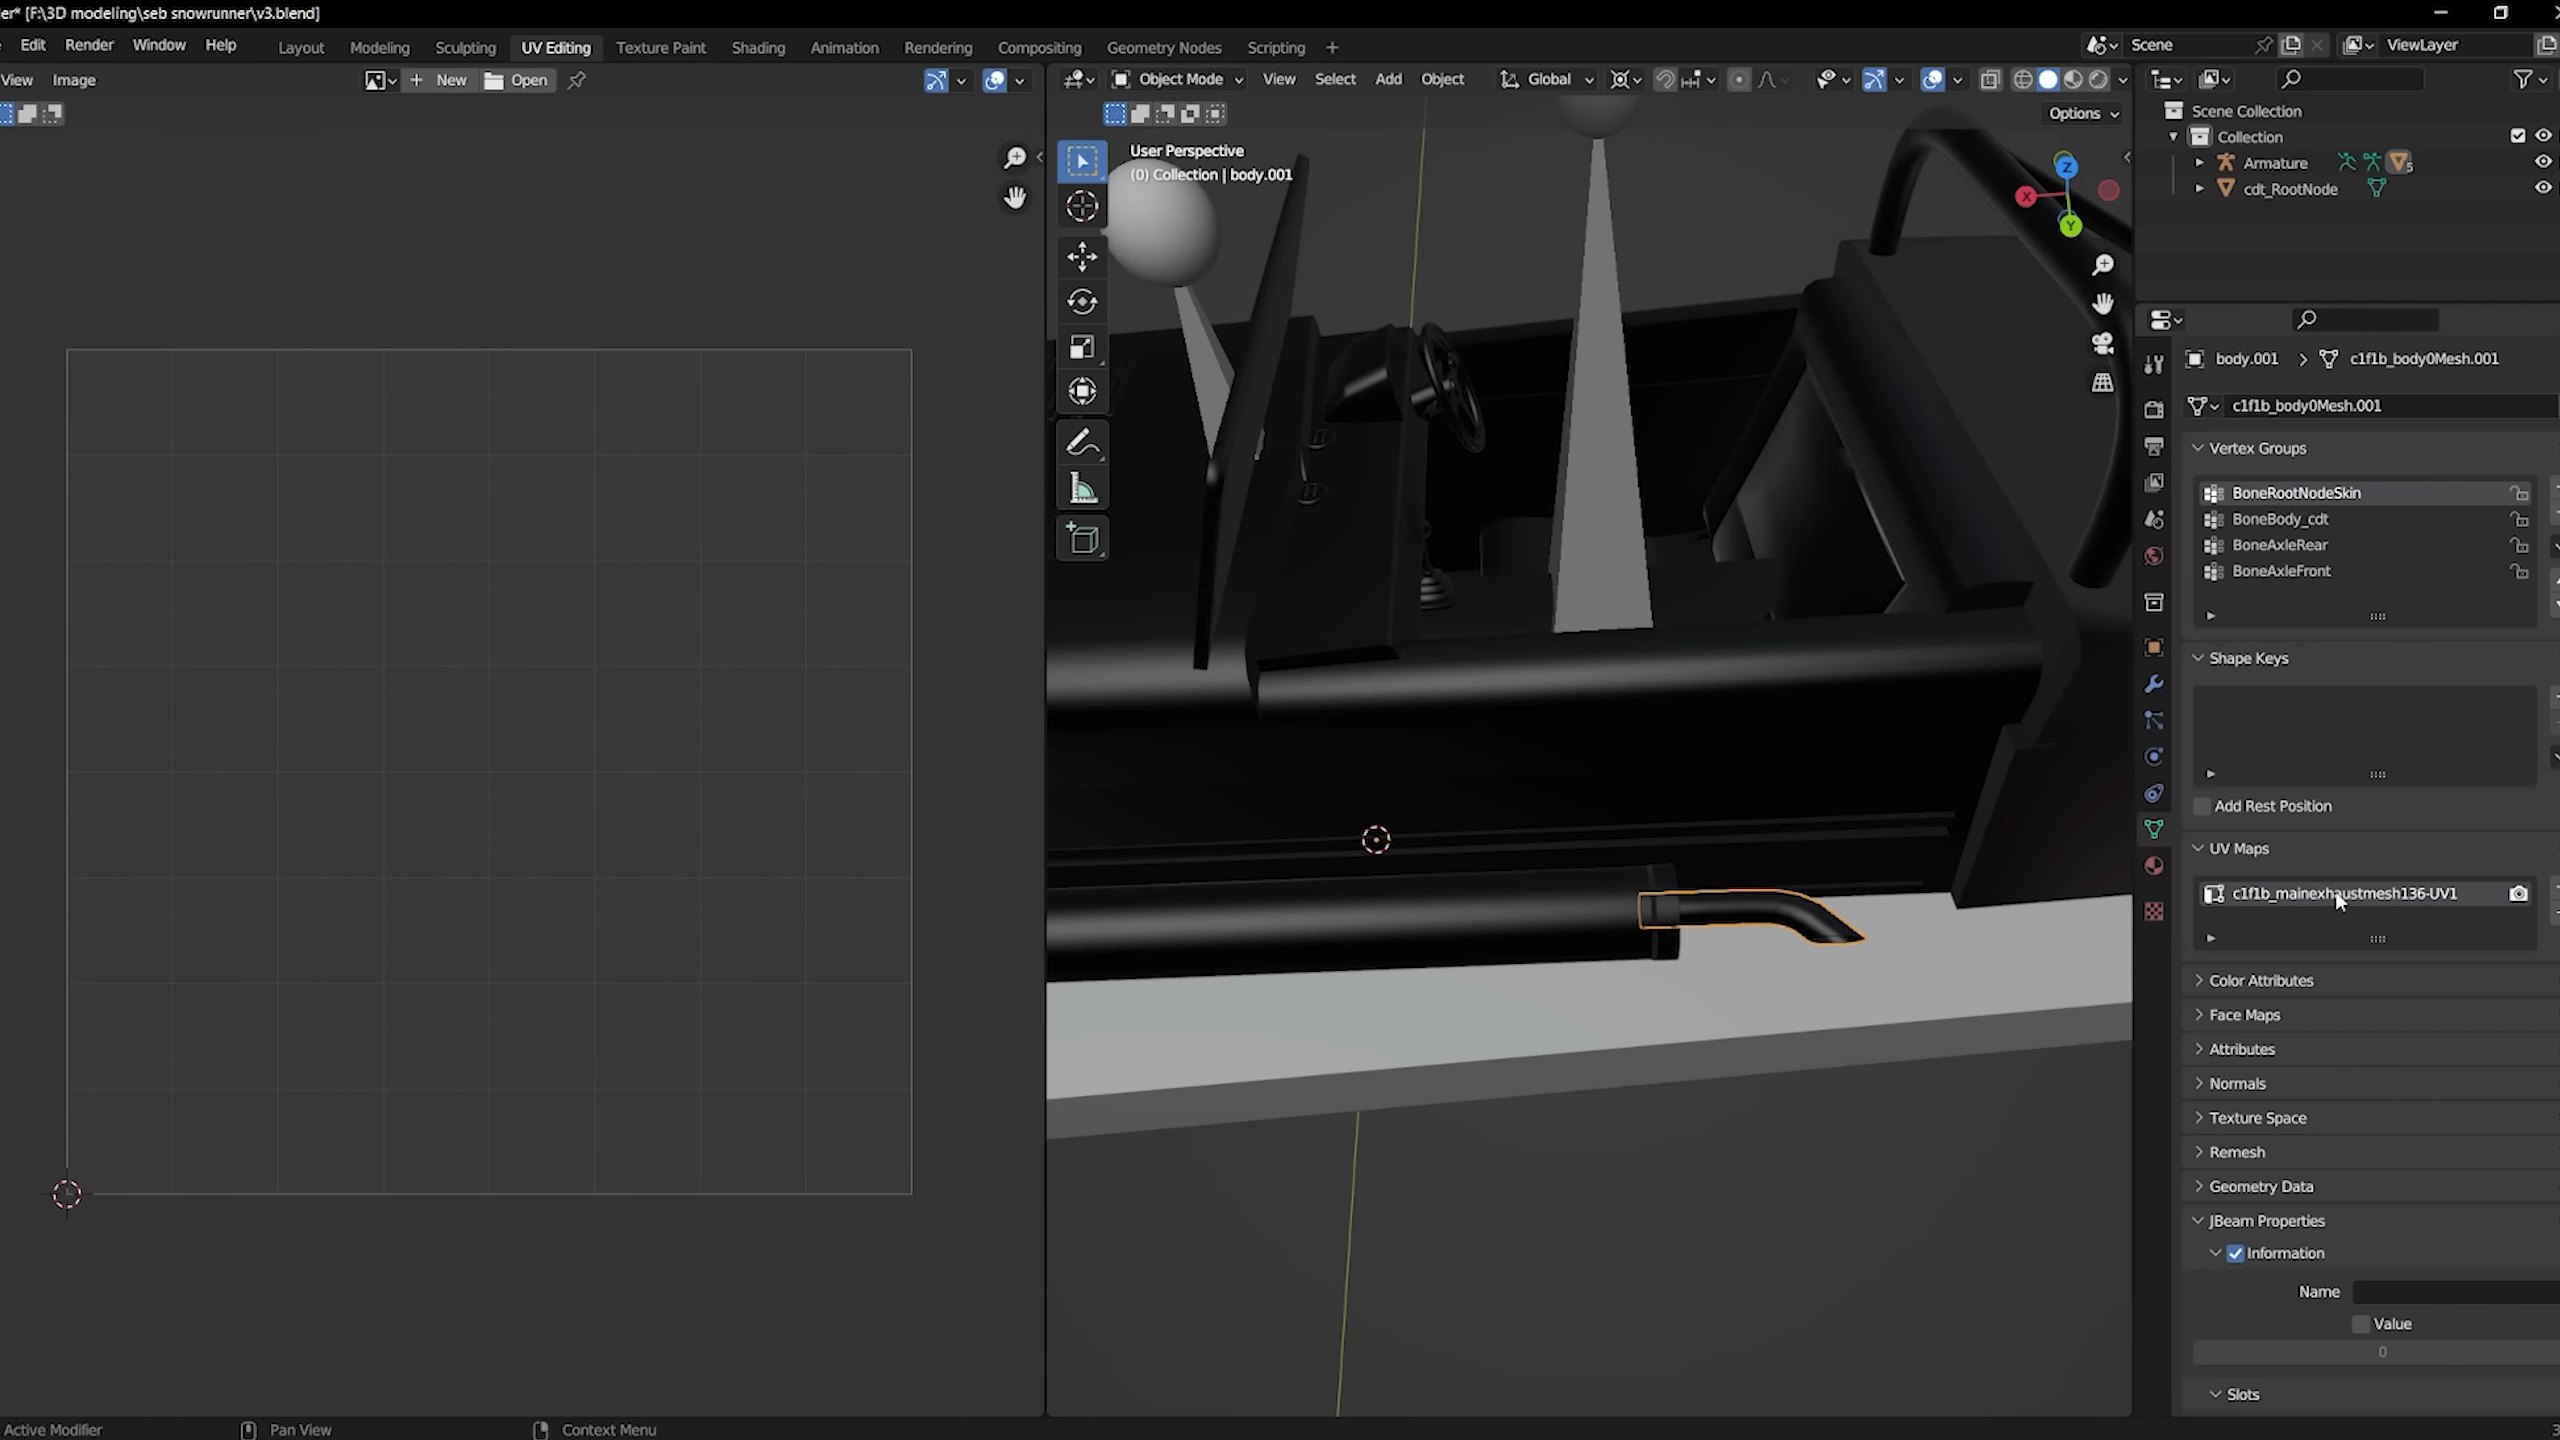 er* [F:\3D modeling\seb snowrunner\v3.blend]
Edit Render Window Help Layout Modeling Sculpting UV Editing Texture Paint Shading Animation Rendering Compositing Geometry Nodes Scripting + Scene ViewLayer
View Image New Open Object Mode View Select Add Object Global
Options
User Perspective
(0) Collection | body.001
Z
X
Y
Scene Collection
Collection
Armature 5
cdt_RootNode
body.001 > c1f1b_body0Mesh.001
c1f1b_body0Mesh.001
Vertex Groups
BoneRootNodeSkin
BoneBody_cdt
BoneAxleRear
BoneAxleFront
Shape Keys
Add Rest Position
UV Maps
c1f1b_mainexhaustmesh136-UV1
Color Attributes
Face Maps
Attributes
Normals
Texture Space
Remesh
Geometry Data
JBeam Properties
Information
Name
Value
0
Slots
Active Modifier Pan View Context Menu 3